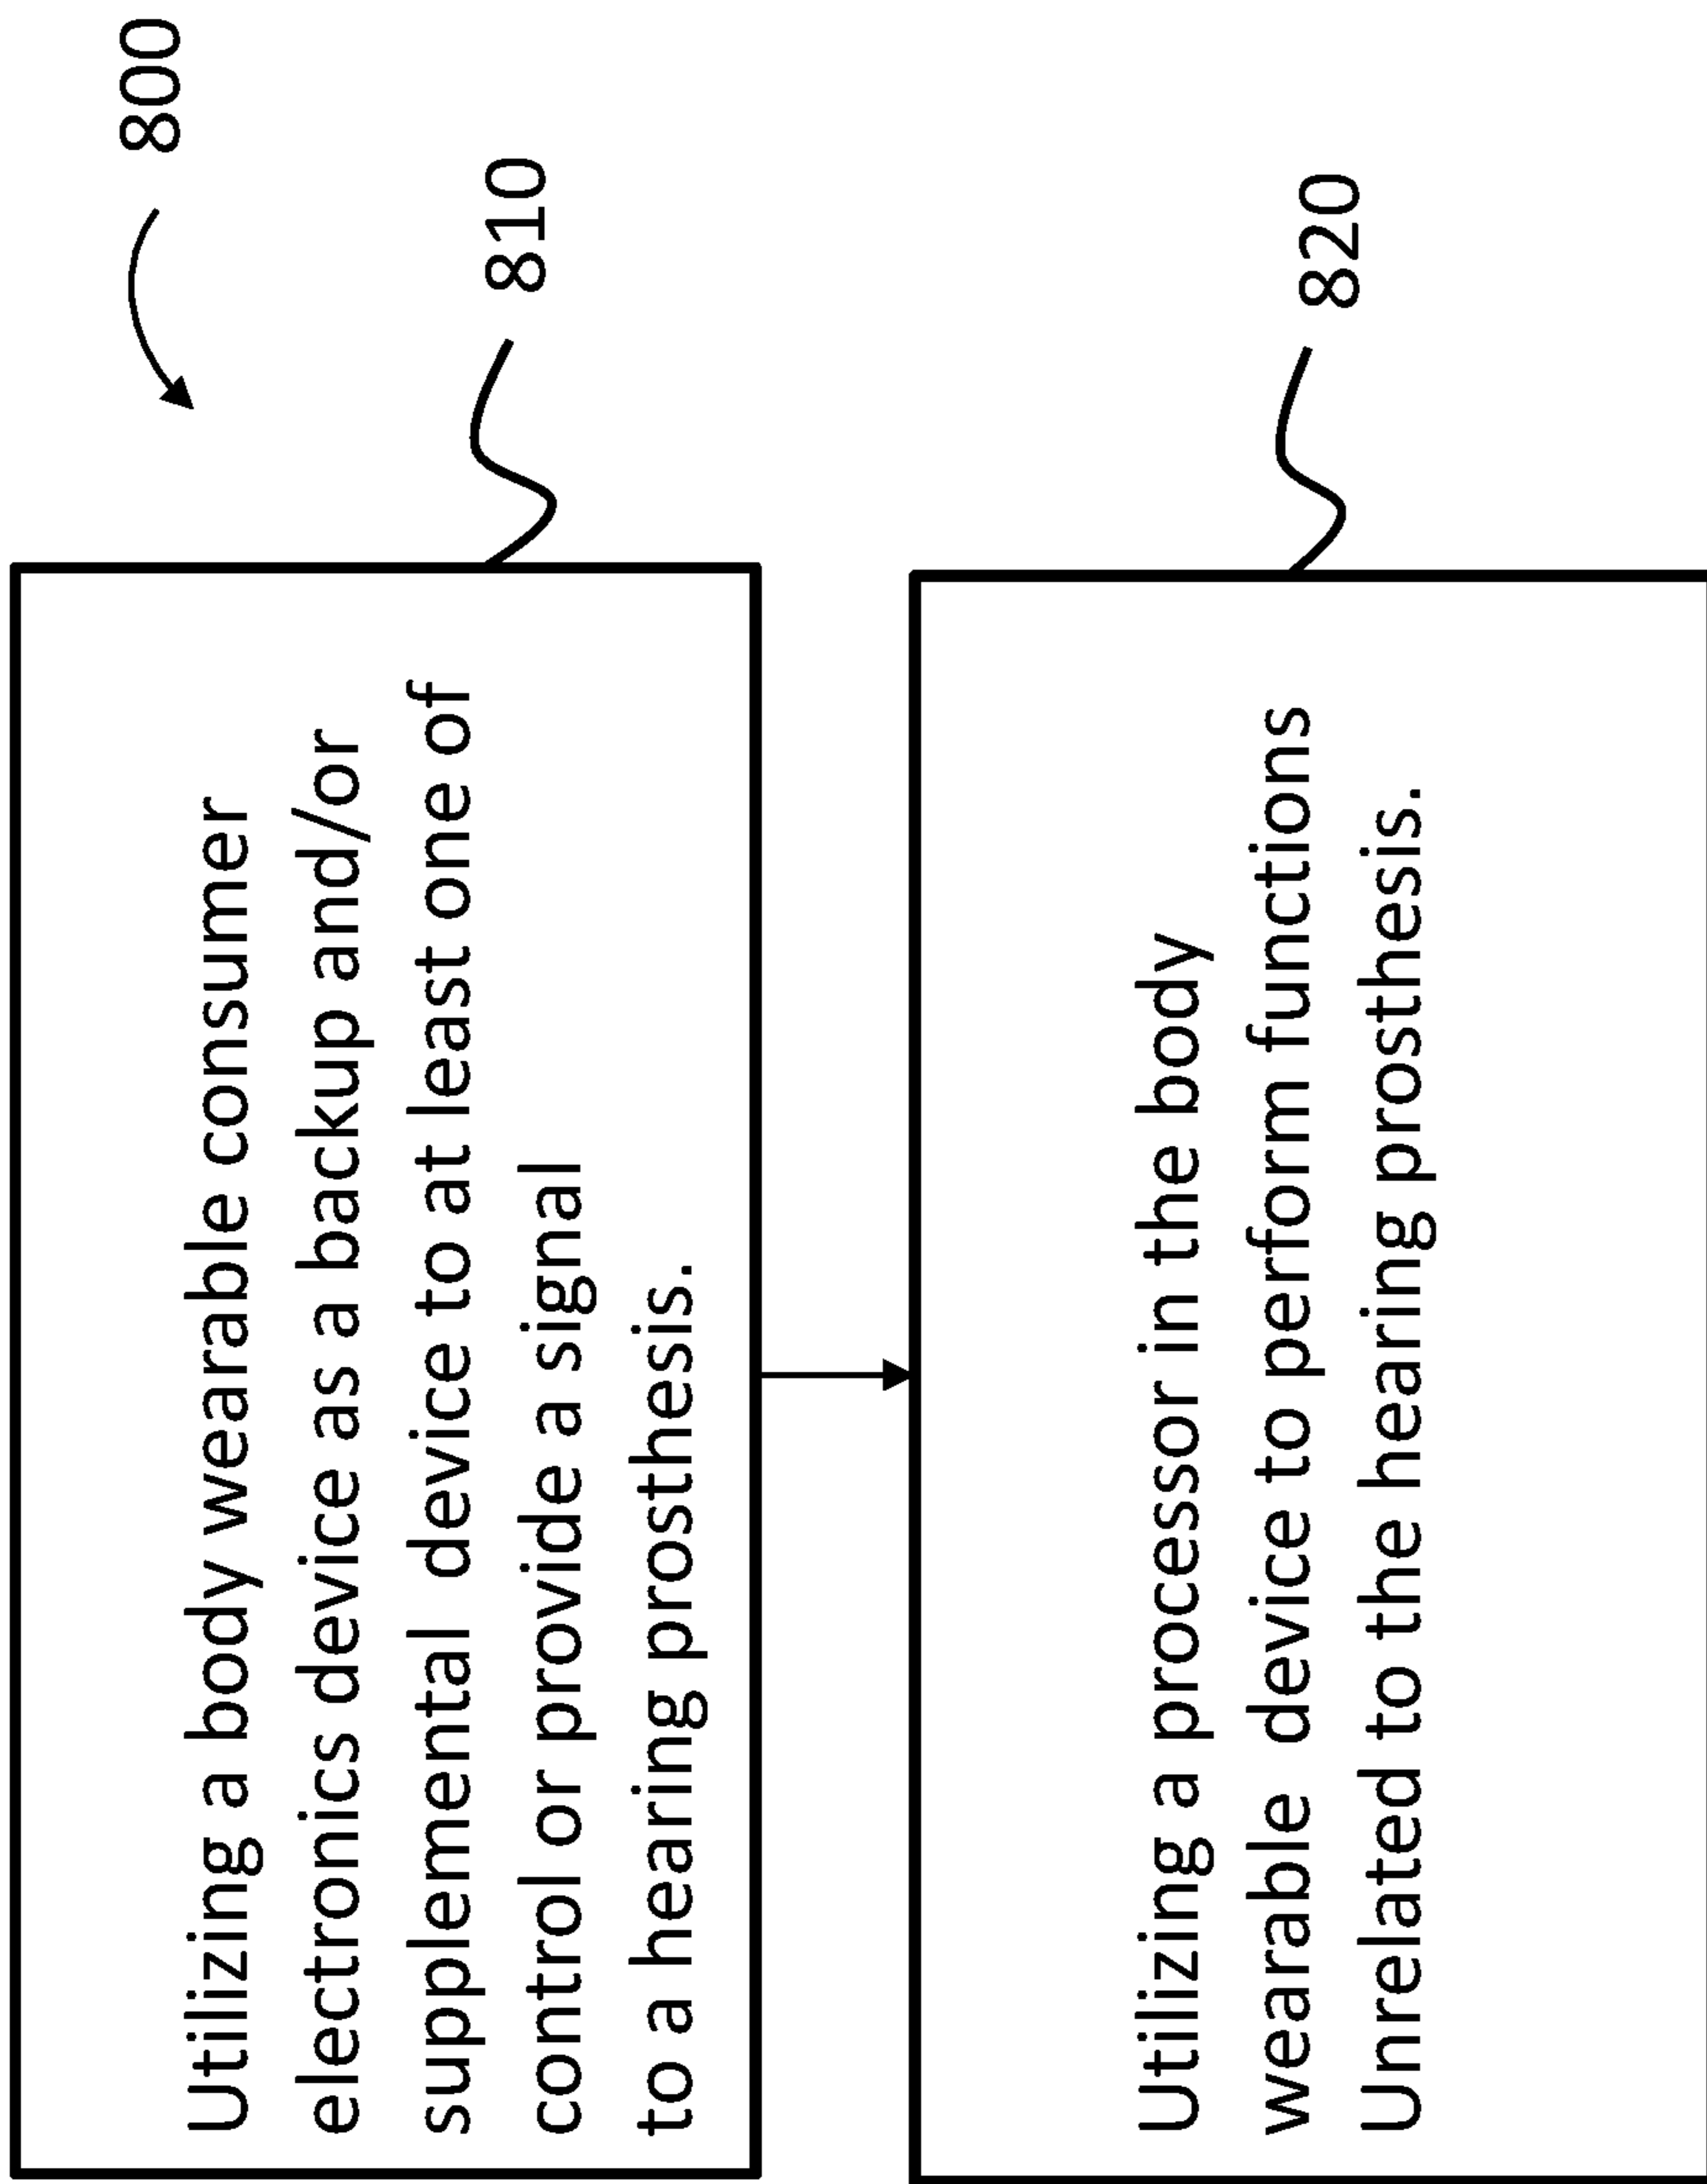 800
Utilizing a body wearable consumer
electronics device as a backup and/or
supplemental device to at least one of
control or provide a signal
to a hearing prosthesis.
810
Utilizing a processor in the body
wearable device to perform functions
Unrelated to the hearing prosthesis.
820